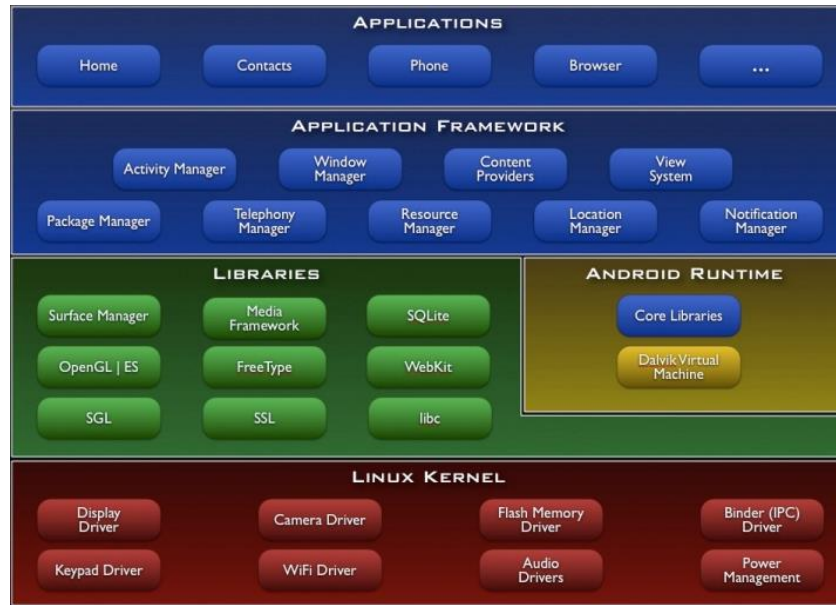 APPLICATIONS
Home
Contacts
Phone
Browser
...
APPLICATION FRAMEWORK
Activity Manager
Window
Manager
Content
Providers
View
System
Package Manager
Telephony
Manager
Resource
Manager
Location
Manager
Notification
Manager
LIBRARIES
Surface Manager
Media
Framework
SQLite
OpenGL | ES
FreeType
WebKit
SGL
SSL
libc
ANDROID RUNTIME
Core Libraries
Dalvik Virtual
Machine
LINUX KERNEL
Display
Driver
Camera Driver
Flash Memory
Driver
Binder (IPC)
Driver
Keypad Driver
WiFi Driver
Audio
Drivers
Power
Management